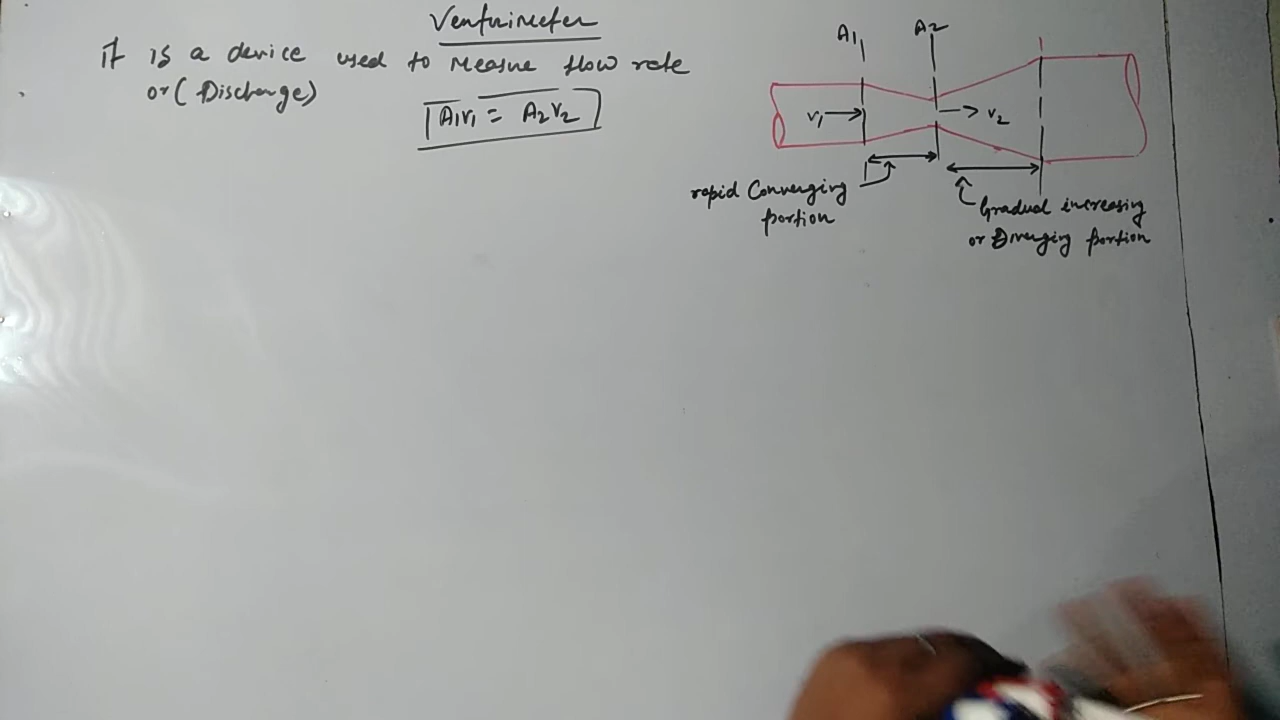 Venturimeter
it is a device used to Measure flow rate
or (Discharge)
A1v1 = A2v2
A1
A2
v1
v2
rapid Converging
portion
Gradual increasing
or Diverging portion